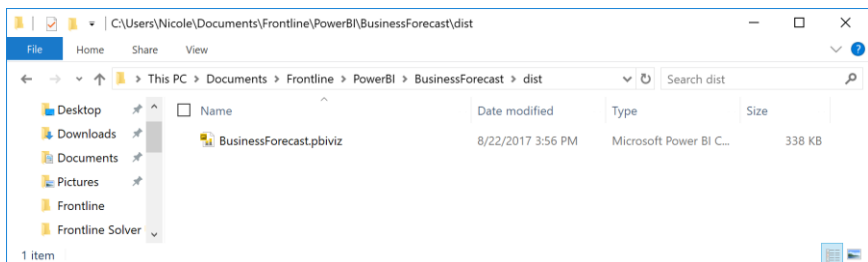 C:\Users\Nicole\Documents\Frontline\PowerBI\BusinessForecast\dist
File Home Share View
This PC > Documents > Frontline > PowerBI > BusinessForecast > dist Search dist
Desktop Name Date modified Type Size
Downloads BusinessForecast.pbiviz 8/22/2017 3:56 PM Microsoft Power BI C... 338 KB
Documents
Pictures
Frontline
Frontline Solver
1 item